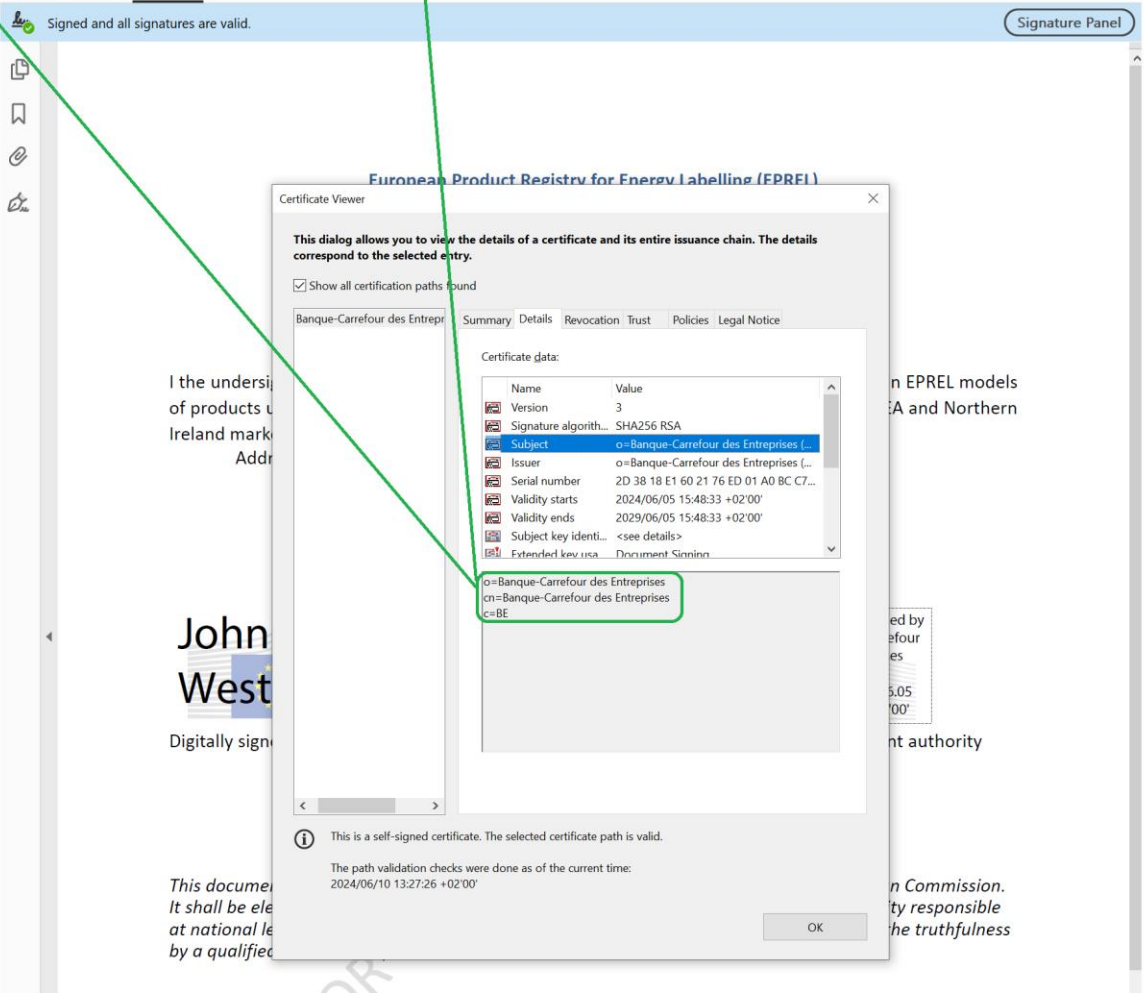 Signed and all signatures are valid.
Signature Panel
European Product Registry for Energy Labelling (EPREL)
Certificate Viewer
This dialog allows you to view the details of a certificate and its entire issuance chain. The details
correspond to the selected entry.
Show all certification paths found
Banque-Carrefour des Entrepr
Summary Details Revocation Trust Policies Legal Notice
Certificate data:
Name Value
Version 3
Signature algorith... SHA256 RSA
Subject o=Banque-Carrefour des Entreprises (...
Issuer o=Banque-Carrefour des Entreprises (...
Serial number 2D 38 18 E1 60 21 76 ED 01 A0 BC C7...
Validity starts 2024/06/05 15:48:33 +02'00'
Validity ends 2029/06/05 15:48:33 +02'00'
Subject key identi... <see details>
Extended key usa Document Signing
o=Banque-Carrefour des Entreprises
cn=Banque-Carrefour des Entreprises
c=BE
This is a self-signed certificate. The selected certificate path is valid.
The path validation checks were done as of the current time:
2024/06/10 13:27:26 +02'00'
OK
I the undersi n EPREL models
of products u EA and Northern
Ireland mark
Addr
John
West
ed by
efour
es
6.05
'00'
Digitally sign nt authority
This docume n Commission.
It shall be ele ty responsible
at national le he truthfulness
by a qualified
OR